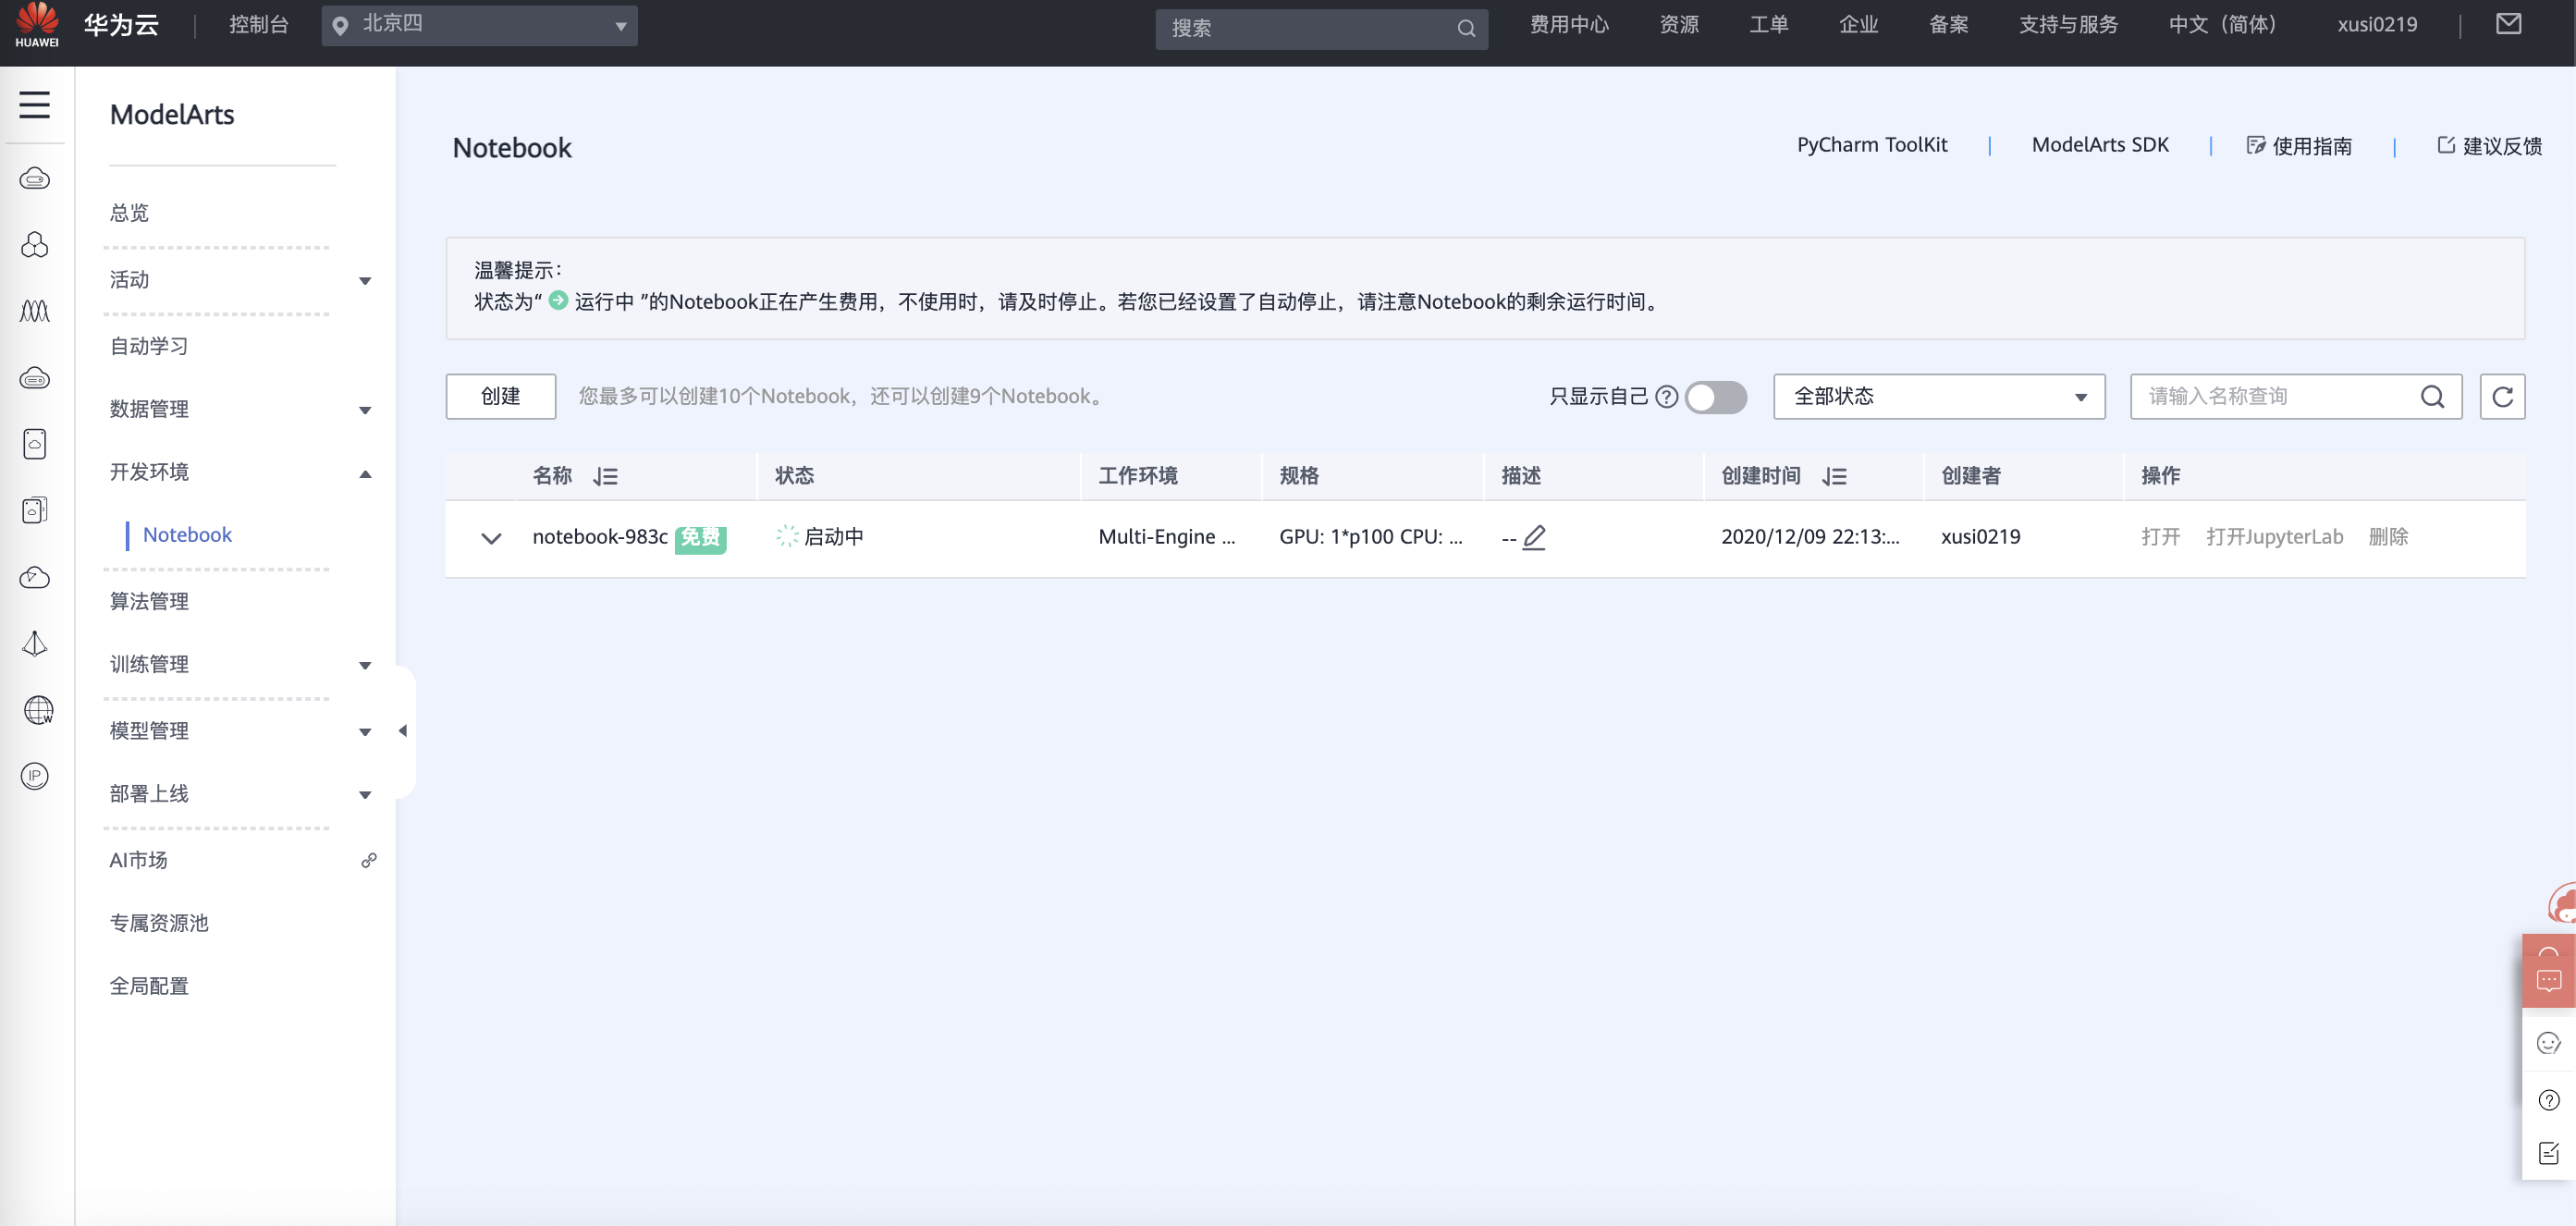 HUAWEI 华为云 控制台 北京四 搜索 费用中心 资源 工单 企业 备案 支持与服务 中文（简体） xusi0219
ModelArts
总览
活动
自动学习
数据管理
开发环境
Notebook
算法管理
训练管理
模型管理
部署上线
AI市场
专属资源池
全局配置
Notebook PyCharm ToolKit ModelArts SDK 使用指南 建议反馈
温馨提示：
状态为“ 运行中 ”的Notebook正在产生费用，不使用时，请及时停止。若您已经设置了自动停止，请注意Notebook的剩余运行时间。
创建 您最多可以创建10个Notebook，还可以创建9个Notebook。 只显示自己 ? 全部状态 请输入名称查询
名称 状态 工作环境 规格 描述 创建时间 创建者 操作
notebook-983c 免费 启动中 Multi-Engine ... GPU: 1*p100 CPU: ... -- 2020/12/09 22:13:... xusi0219 打开 打开JupyterLab 删除
W
IP